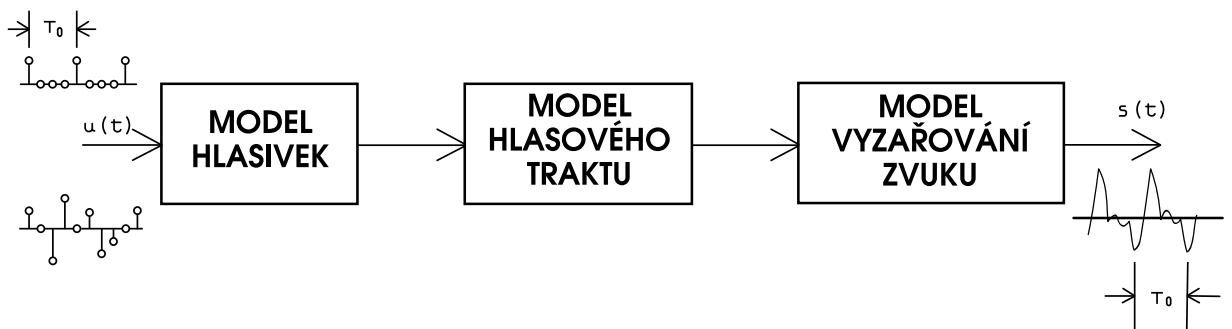 T₀
u(t)
MODEL
HLASIVEK
MODEL
HLASOVÉHO
TRAKTU
MODEL
VYZAŘOVÁNÍ
ZVUKU
s(t)
T₀